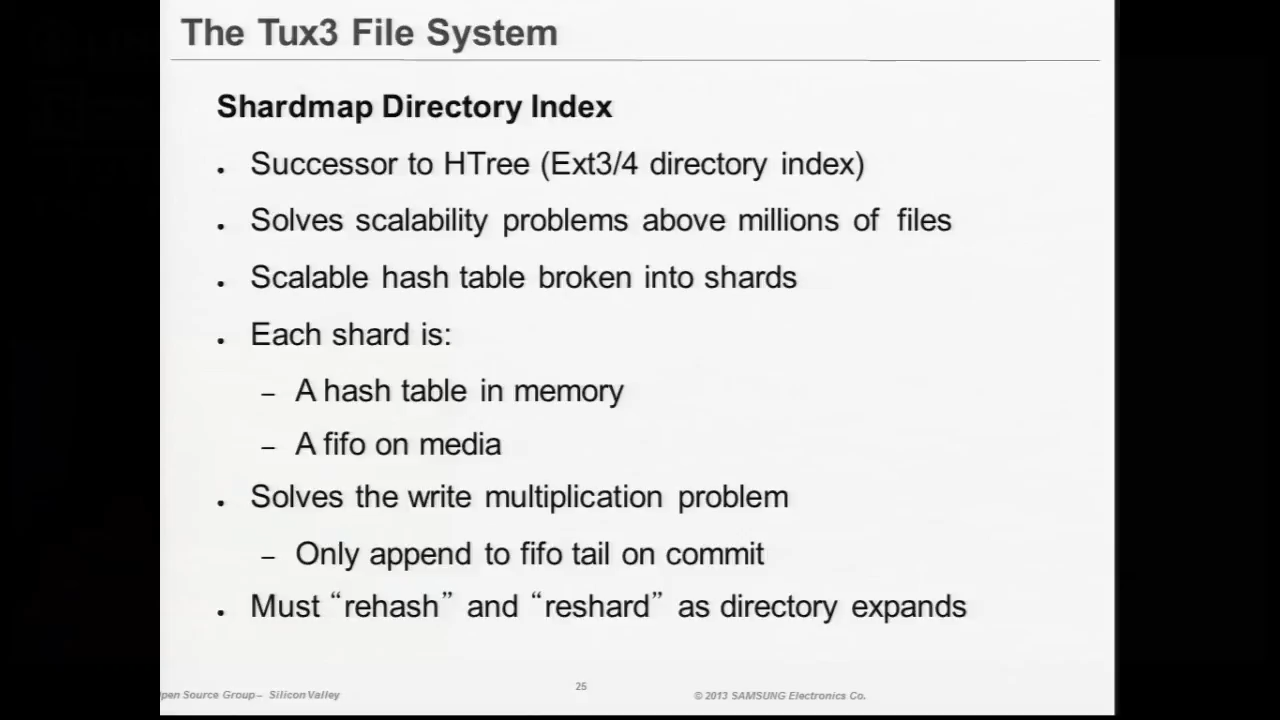 The Tux3 File System
Shardmap Directory Index
. Successor to HTree (Ext3/4 directory index)
. Solves scalability problems above millions of files
. Scalable hash table broken into shards
. Each shard is:
– A hash table in memory
– A fifo on media
. Solves the write multiplication problem
– Only append to fifo tail on commit
. Must “rehash” and “reshard” as directory expands
pen Source Group– Silicon Valley
25
© 2013 SAMSUNG Electronics Co.